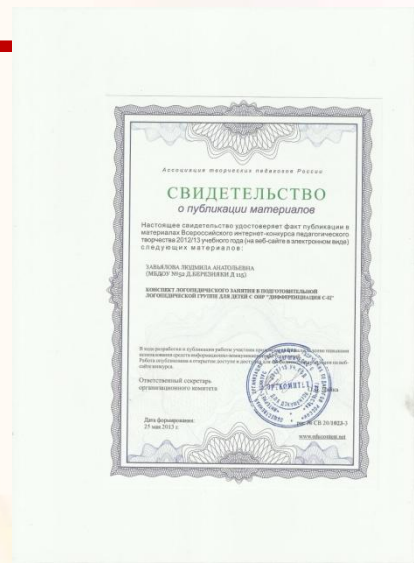 Ассоциация творческих педагогов России
СВИДЕТЕЛЬСТВО
о публикации материалов
Настоящее свидетельство удостоверяет факт публикации в
материалах Всероссийского интернет-конкурса педагогического
творчества 2012/13 учебного года (на веб-сайте в электронном виде)
следующих материалов:
ЗАВЬЯЛОВА ЛЮДМИЛА АНАТОЛЬЕВНА
КОНСПЕКТ ЛОГОПЕДИЧЕСКОГО ЗАНЯТИЯ В ПОДГОТОВИТЕЛЬНОЙ
ЛОГОПЕДИЧЕСКОЙ ГРУППЕ ДЛЯ ДЕТЕЙ С ОНР "ДИФФЕРЕНЦИАЦИЯ С-Ц"
Ответственный секретарь
организационного комитета
ОРГКОМИТЕТ
Дата формирования:
25 мая 2013 г.
www.educontest.net